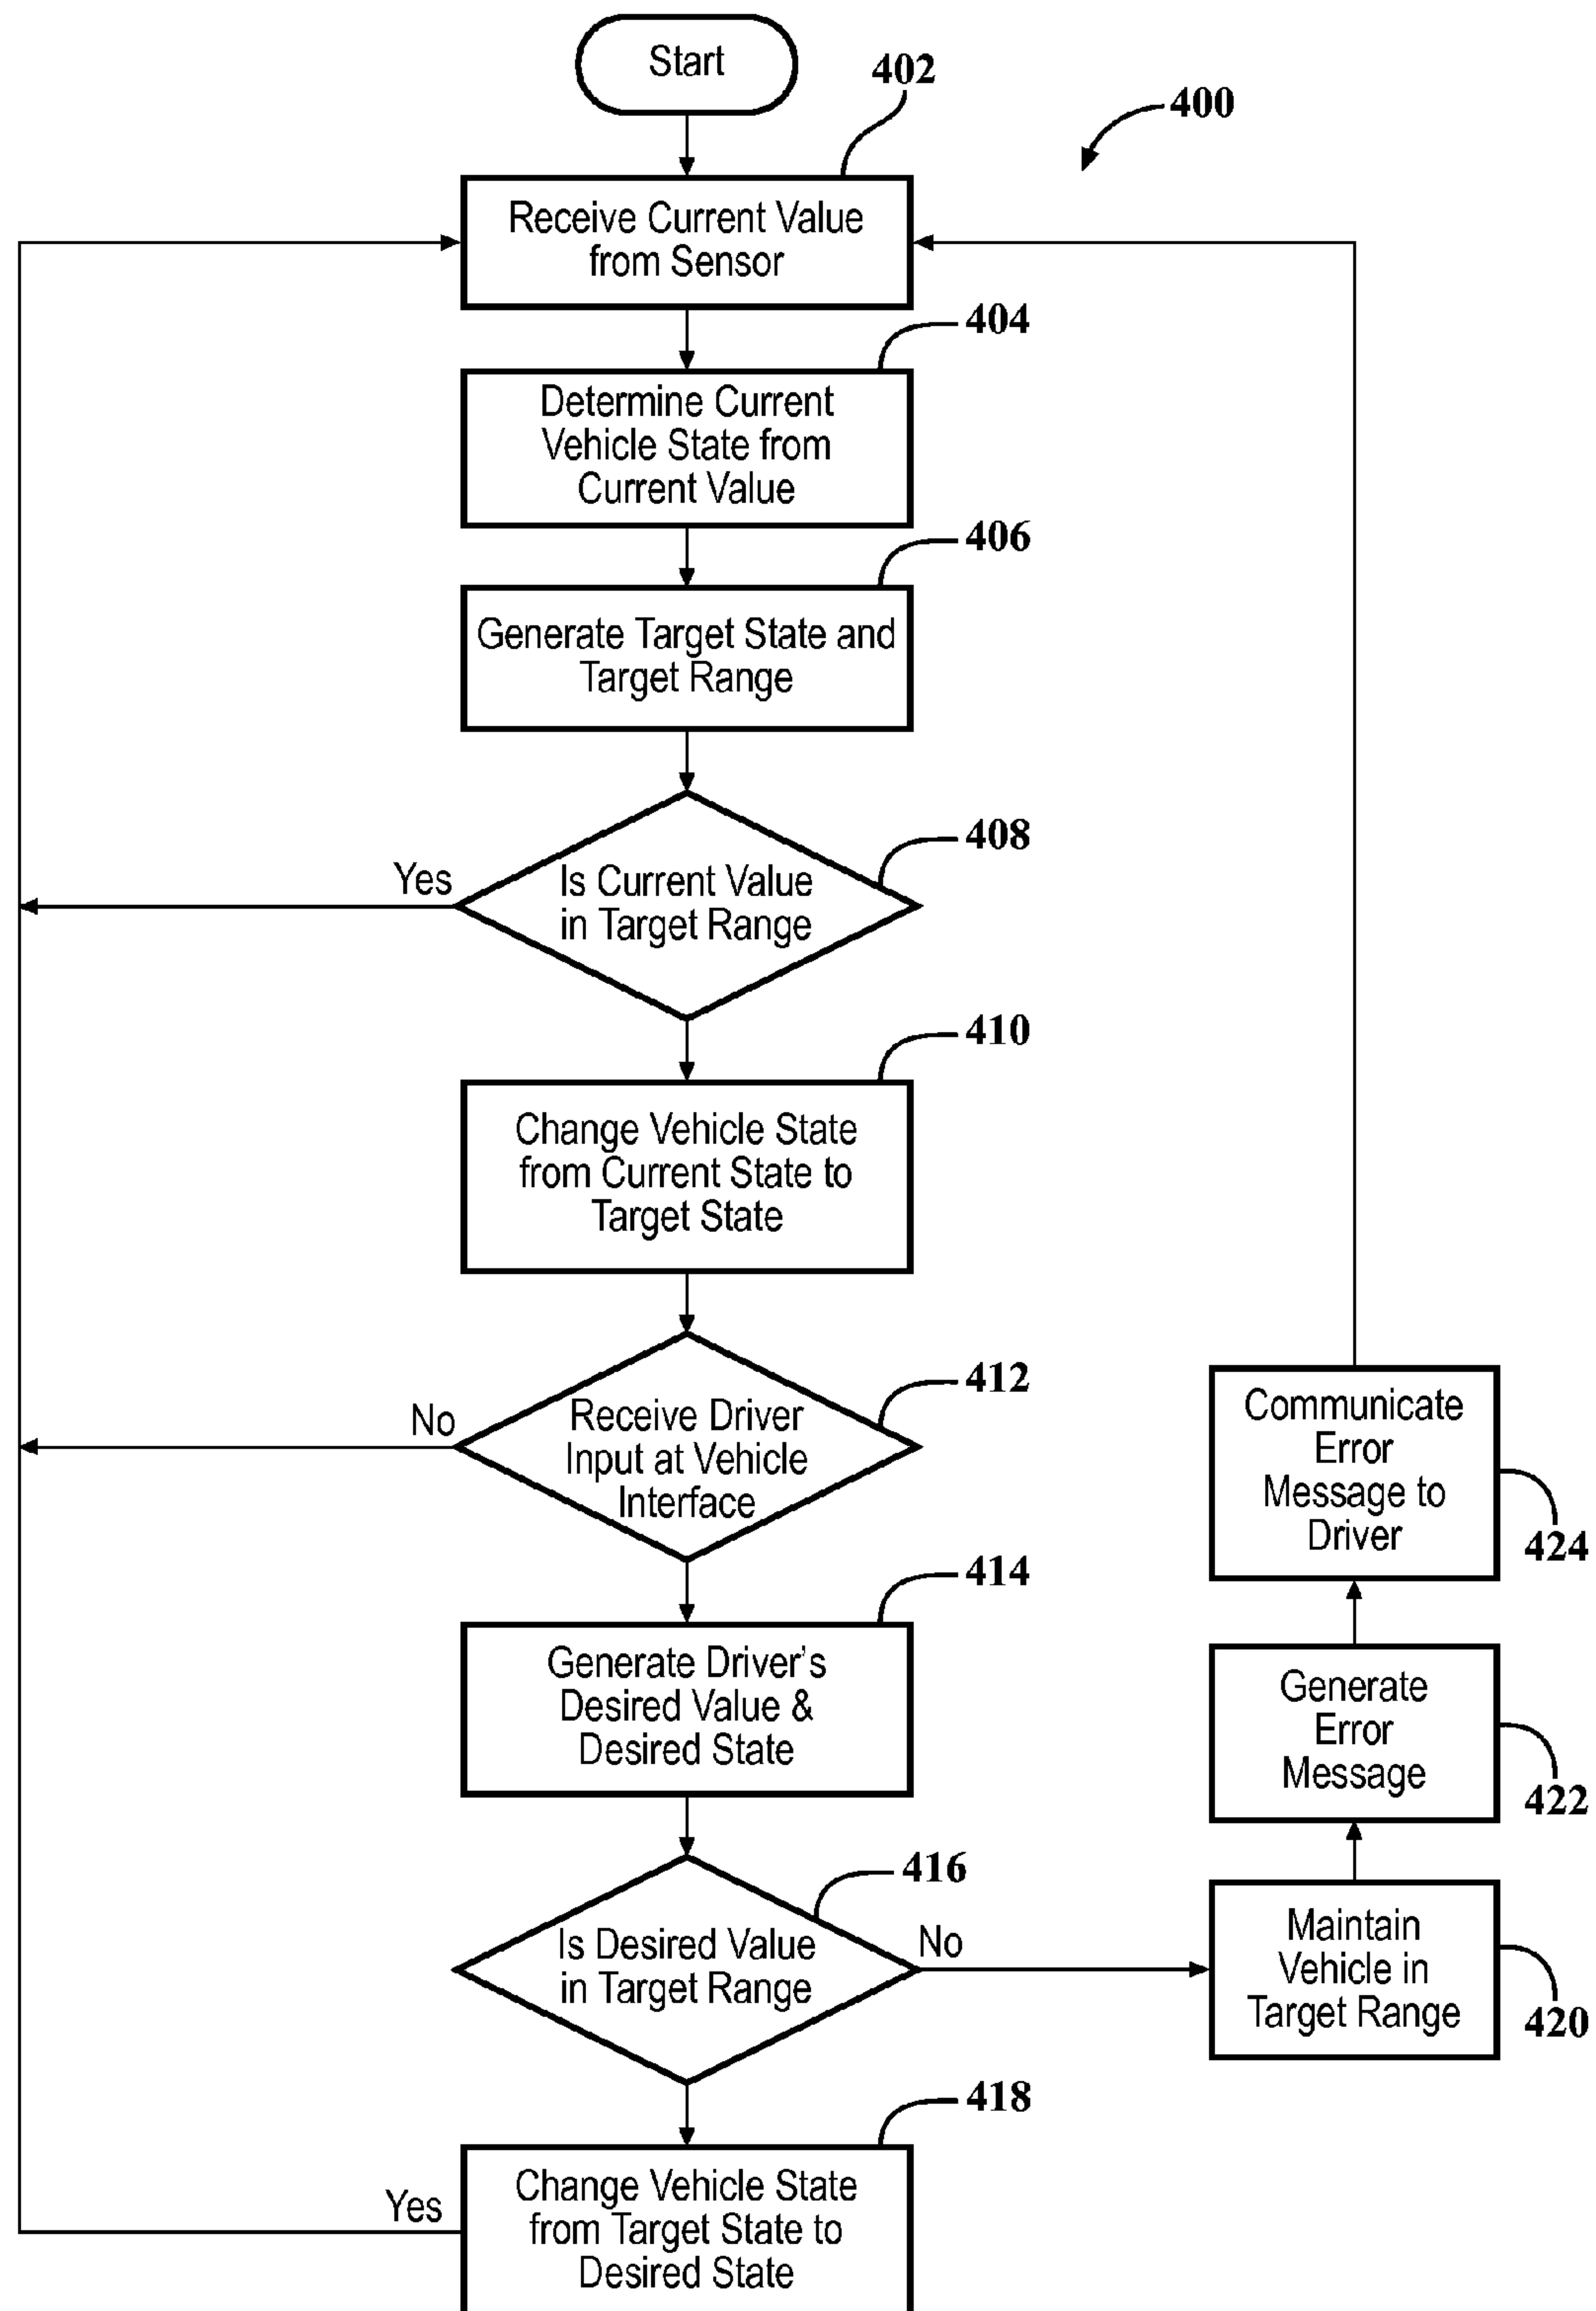 Start
402
400
Receive Current Value
from Sensor
404
Determine Current
Vehicle State from
Current Value
406
Generate Target State and
Target Range
408
Yes
Is Current Value
in Target Range
410
Change Vehicle State
from Current State to
Target State
412
No
Receive Driver
Input at Vehicle
Interface
414
Generate Driver's
Desired Value &
Desired State
416
Is Desired Value
in Target Range
No
418
Yes
Change Vehicle State
from Target State to
Desired State
Communicate
Error
Message to
Driver
424
Generate
Error
Message
422
Maintain
Vehicle in
Target Range
420